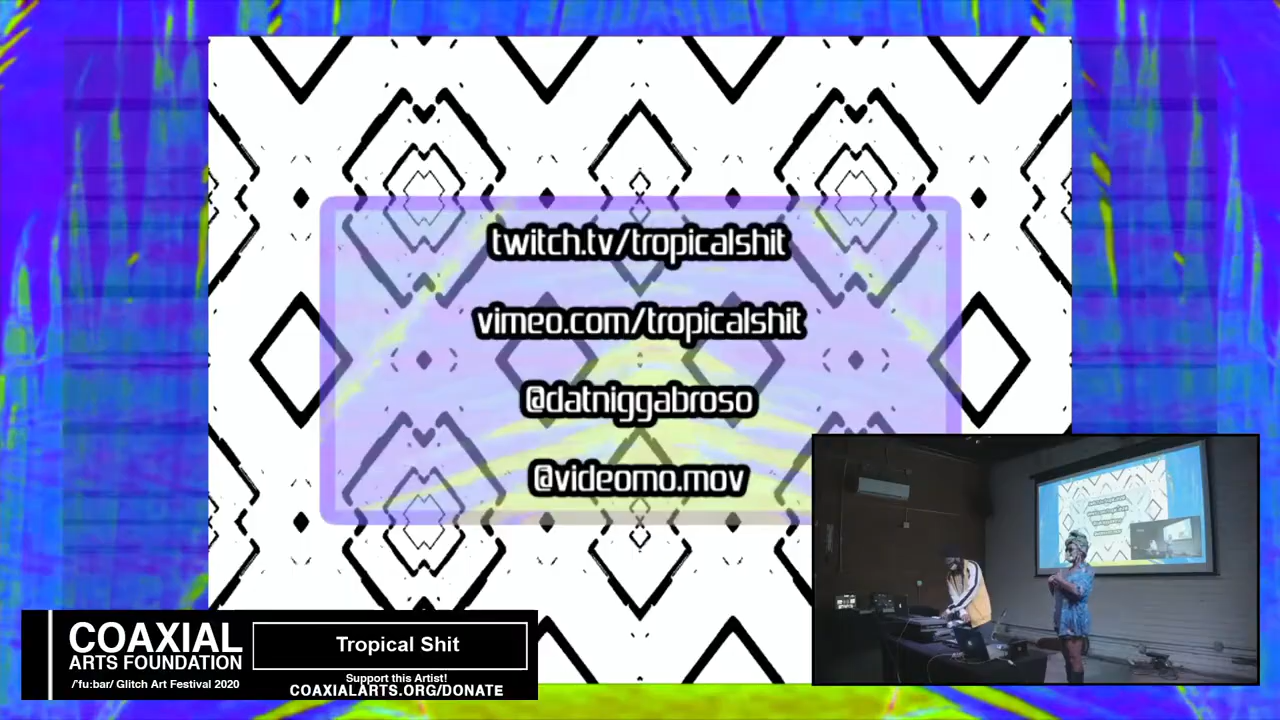 twitch.tv/tropicalshit
vimeo.com/tropicalshit
@datniggabroso
@videomo.mov
COAXIAL
ARTS FOUNDATION
/'fu:bar/ Glitch Art Festival 2020
Tropical Shit
Support this Artist!
COAXIALARTS.ORG/DONATE